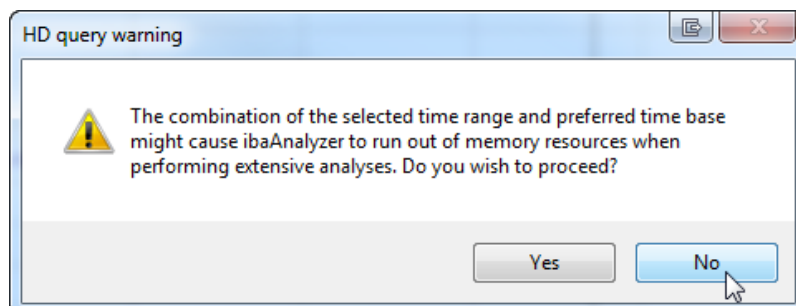 HD query warning
The combination of the selected time range and preferred time base
might cause ibaAnalyzer to run out of memory resources when
performing extensive analyses. Do you wish to proceed?
Yes
No